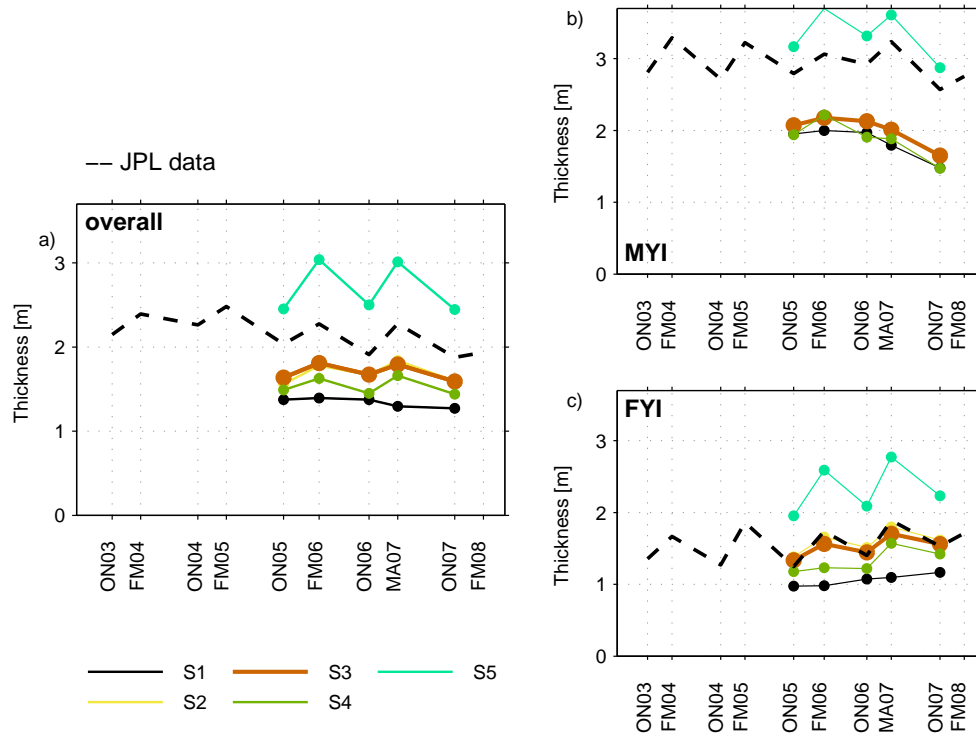 -- JPL data
a)
overall
Thickness [m]
3
2
1
0
ON03
FM04
ON04
FM05
ON05
FM06
ON06
MA07
ON07
FM08
S1
S3
S5
S2
S4
b)
MYI
Thickness [m]
3
2
1
0
ON03
FM04
ON04
FM05
ON05
FM06
ON06
MA07
ON07
FM08
c)
FYI
Thickness [m]
3
2
1
0
ON03
FM04
ON04
FM05
ON05
FM06
ON06
MA07
ON07
FM08